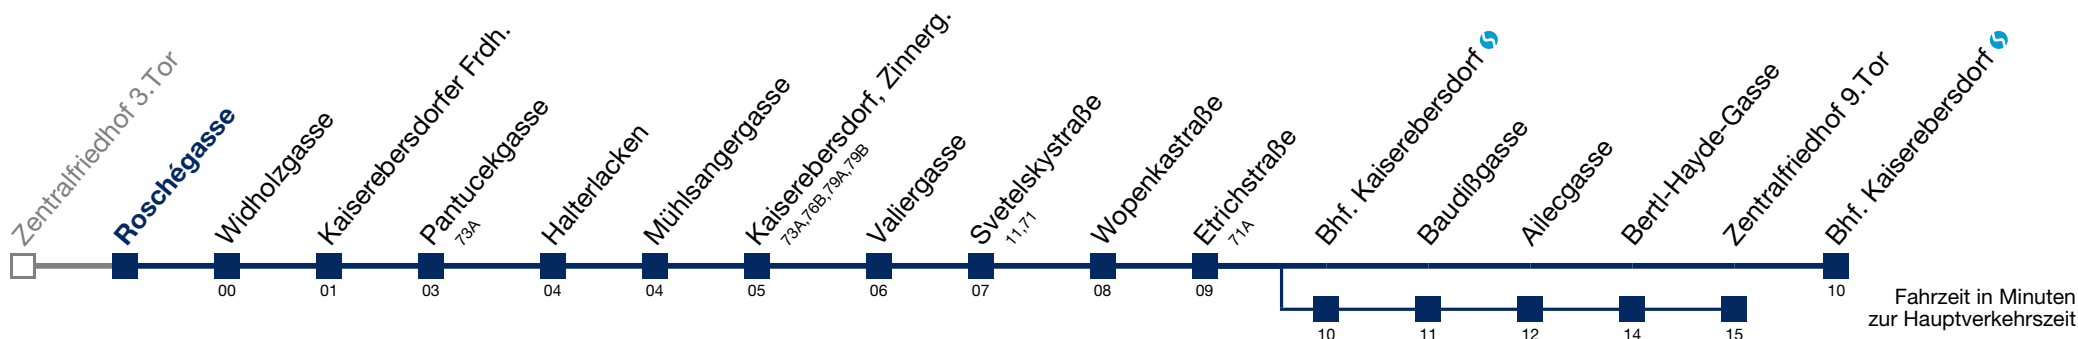 Zentralfriedhof 3.Tor
Roschégasse
Widholzgasse
00
Kaiserebersdorfer Frdh.
01
Pantucekgasse
73A
03
Halterlacken
04
Mühlsangergasse
04
Kaiserebersdorf, Zinnerg.
73A,76B,79A,79B
05
Valiergasse
06
Svetelskystraße
11,71
07
Wopenkastraße
08
Etrichstraße
71A
09
Bhf. Kaiserebersdorf
10
Baudißgasse
11
Ailecgasse
12
Bertl-Hayde-Gasse
14
Zentralfriedhof 9.Tor
15
Bhf. Kaiserebersdorf
10
Fahrzeit in Minuten
zur Hauptverkehrszeit